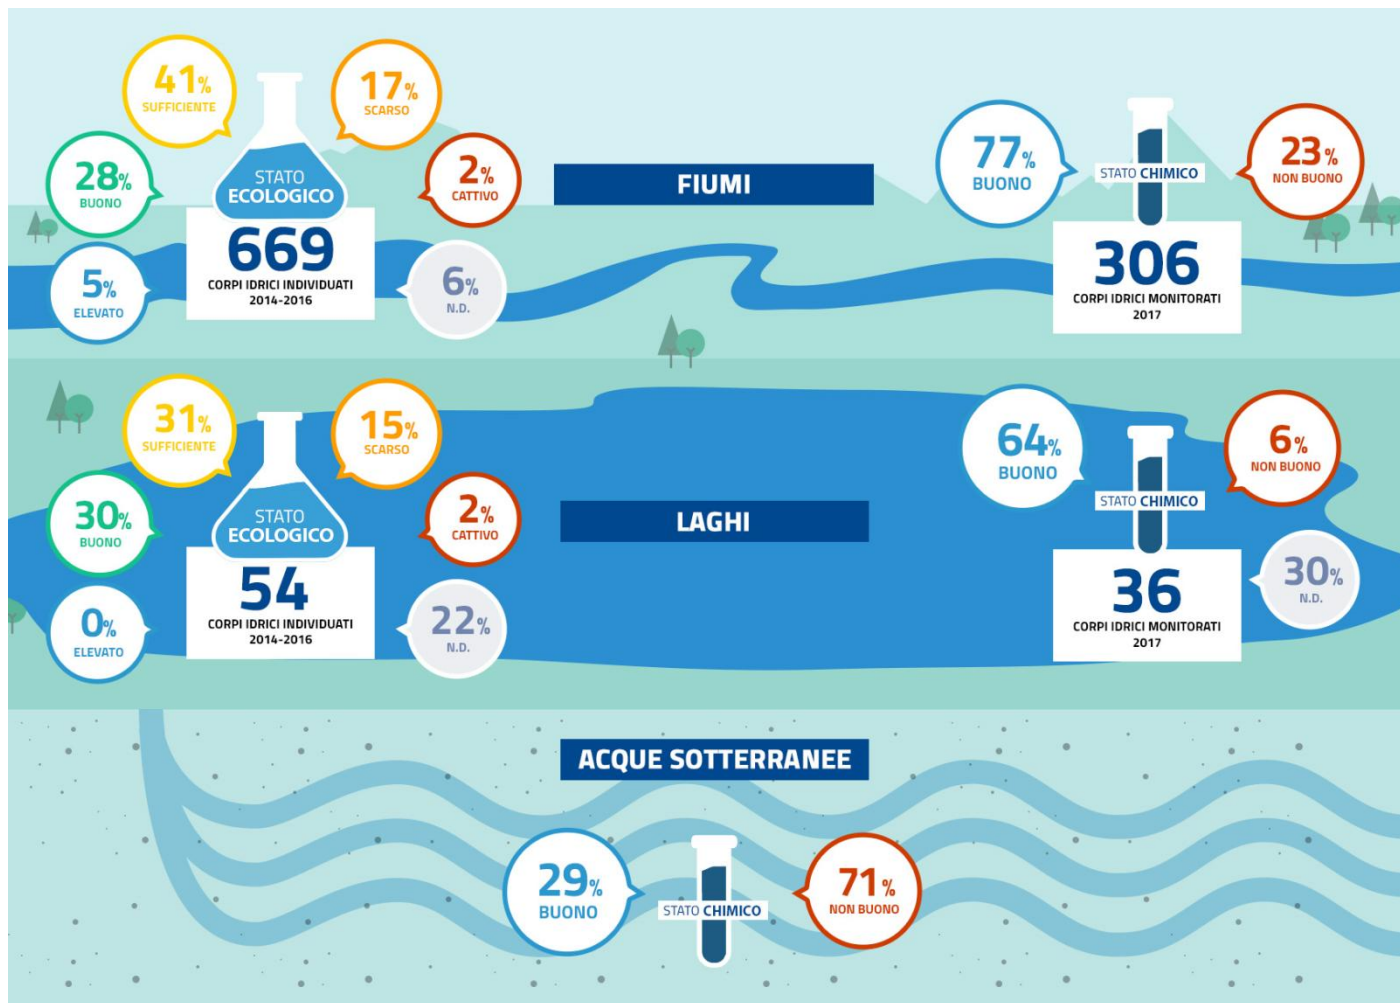 FIUMI
41%
SUFFICIENTE
17%
SCARSO
28%
BUONO
2%
CATTIVO
5%
ELEVATO
6%
N.D.
STATO
ECOLOGICO
669
CORPI IDRICI INDIVIDUATI
2014-2016
77%
BUONO
23%
NON BUONO
STATO CHIMICO
306
CORPI IDRICI MONITORATI
2017
LAGHI
31%
SUFFICIENTE
15%
SCARSO
30%
BUONO
2%
CATTIVO
0%
ELEVATO
22%
N.D.
STATO
ECOLOGICO
54
CORPI IDRICI INDIVIDUATI
2014-2016
64%
BUONO
6%
NON BUONO
30%
N.D.
STATO CHIMICO
36
CORPI IDRICI MONITORATI
2017
ACQUE SOTTERRANEE
29%
BUONO
STATO CHIMICO
71%
NON BUONO